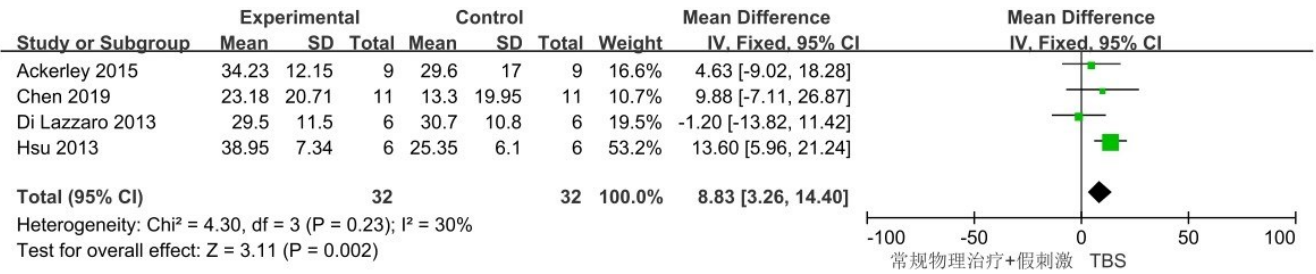 Experimental Control Mean Difference Mean Difference
Study or Subgroup Mean SD Total Mean SD Total Weight IV, Fixed, 95% CI IV, Fixed, 95% CI
Ackerley 2015 34.23 12.15 9 29.6 17 9 16.6% 4.63 [-9.02, 18.28]
Chen 2019 23.18 20.71 11 13.3 19.95 11 10.7% 9.88 [-7.11, 26.87]
Di Lazzaro 2013 29.5 11.5 6 30.7 10.8 6 19.5% -1.20 [-13.82, 11.42]
Hsu 2013 38.95 7.34 6 25.35 6.1 6 53.2% 13.60 [5.96, 21.24]
Total (95% CI) 32 32 100.0% 8.83 [3.26, 14.40]
Heterogeneity: Chi² = 4.30, df = 3 (P = 0.23); I² = 30%
Test for overall effect: Z = 3.11 (P = 0.002)
-100 -50 0 50 100
常规物理治疗+假刺激 TBS